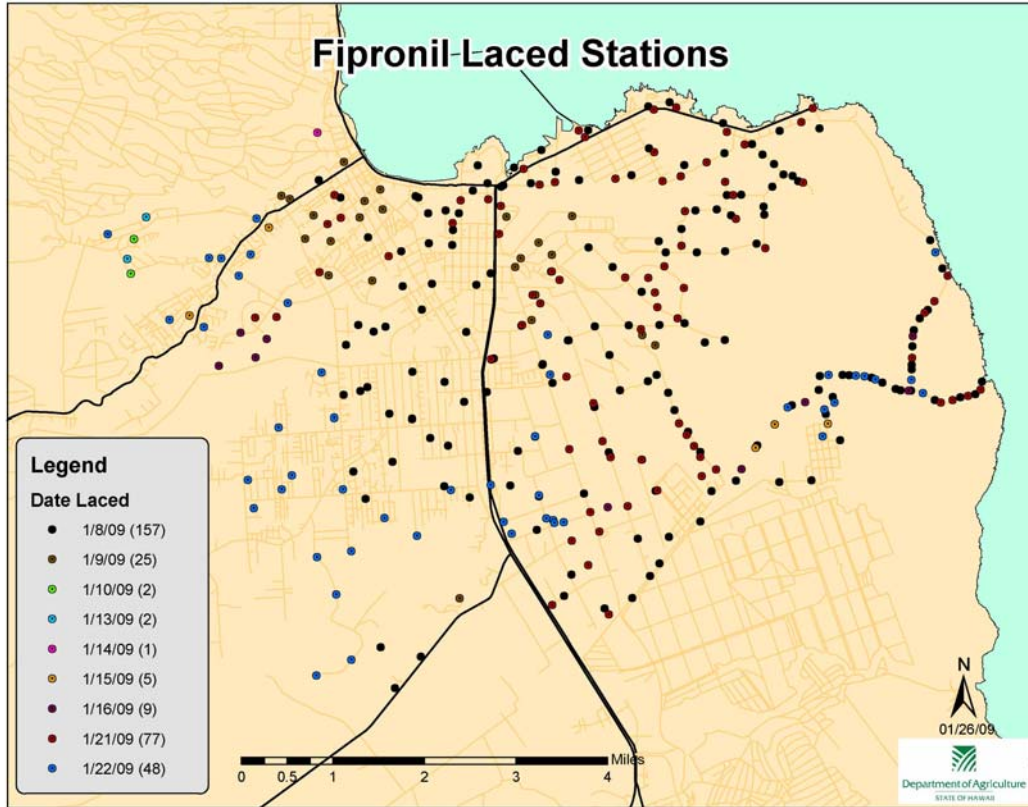 Fipronil Laced Stations
Legend
Date Laced
1/8/09 (157)
1/9/09 (25)
1/10/09 (2)
1/13/09 (2)
1/14/09 (1)
1/15/09 (5)
1/16/09 (9)
1/21/09 (77)
1/22/09 (48)
Miles
0 0.5 1 2 3 4
N
01/26/09
Department of Agriculture
STATE OF HAWAII